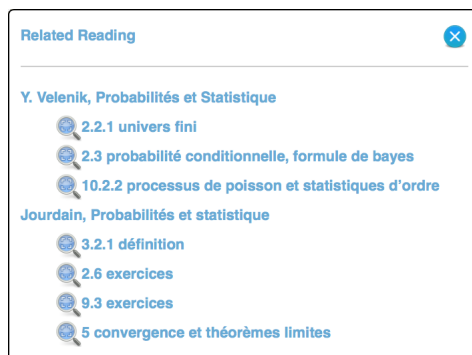 Related Reading
Y. Velenik, Probabilités et Statistique
2.2.1 univers fini
2.3 probabilité conditionnelle, formule de bayes
10.2.2 processus de poisson et statistiques d'ordre
Jourdain, Probabilités et statistique
3.2.1 définition
2.6 exercices
9.3 exercices
5 convergence et théorèmes limites